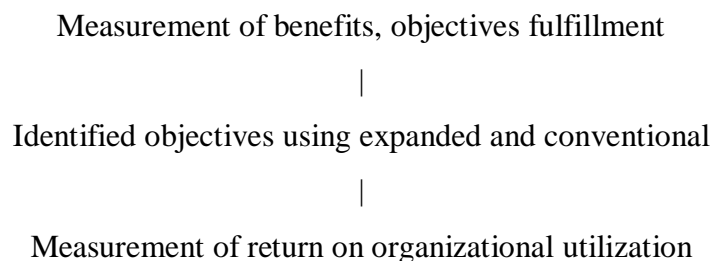 Measurement of benefits, objectives fulfillment
|
Identified objectives using expanded and conventional
|
Measurement of return on organizational utilization